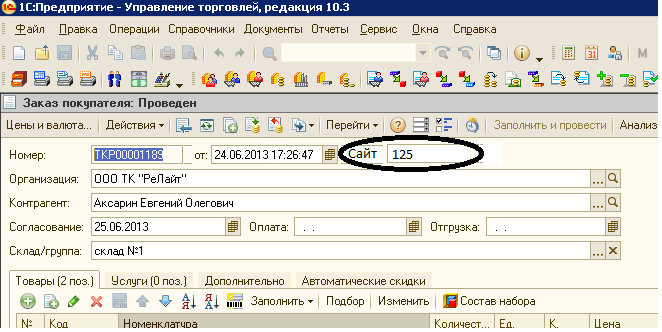 1С:Предприятие - Управление торговлей, редакция 10.3
Файл Правка Операции Справочники Документы Отчеты Сервис Окна Справка
M
Заказ покупателя: Проведен
Цены и валюта... Действия Перейти Заполнить и провести Анализ
Номер: ТКР00001189 от: 24.06.2013 17:26:47 Сайт 125
Организация: ООО ТК "РеЛайт"
Контрагент: Аксарин Евгений Олегович
Согласование: 25.06.2013 Оплата: . . Отгрузка: . .
Склад/группа: склад №1
Товары (2 поз.) Услуги (0 поз.) Дополнительно Автоматические скидки
Заполнить Подбор Изменить Состав набора
№ Код Номенклатура Количест... Ед. К. Цена